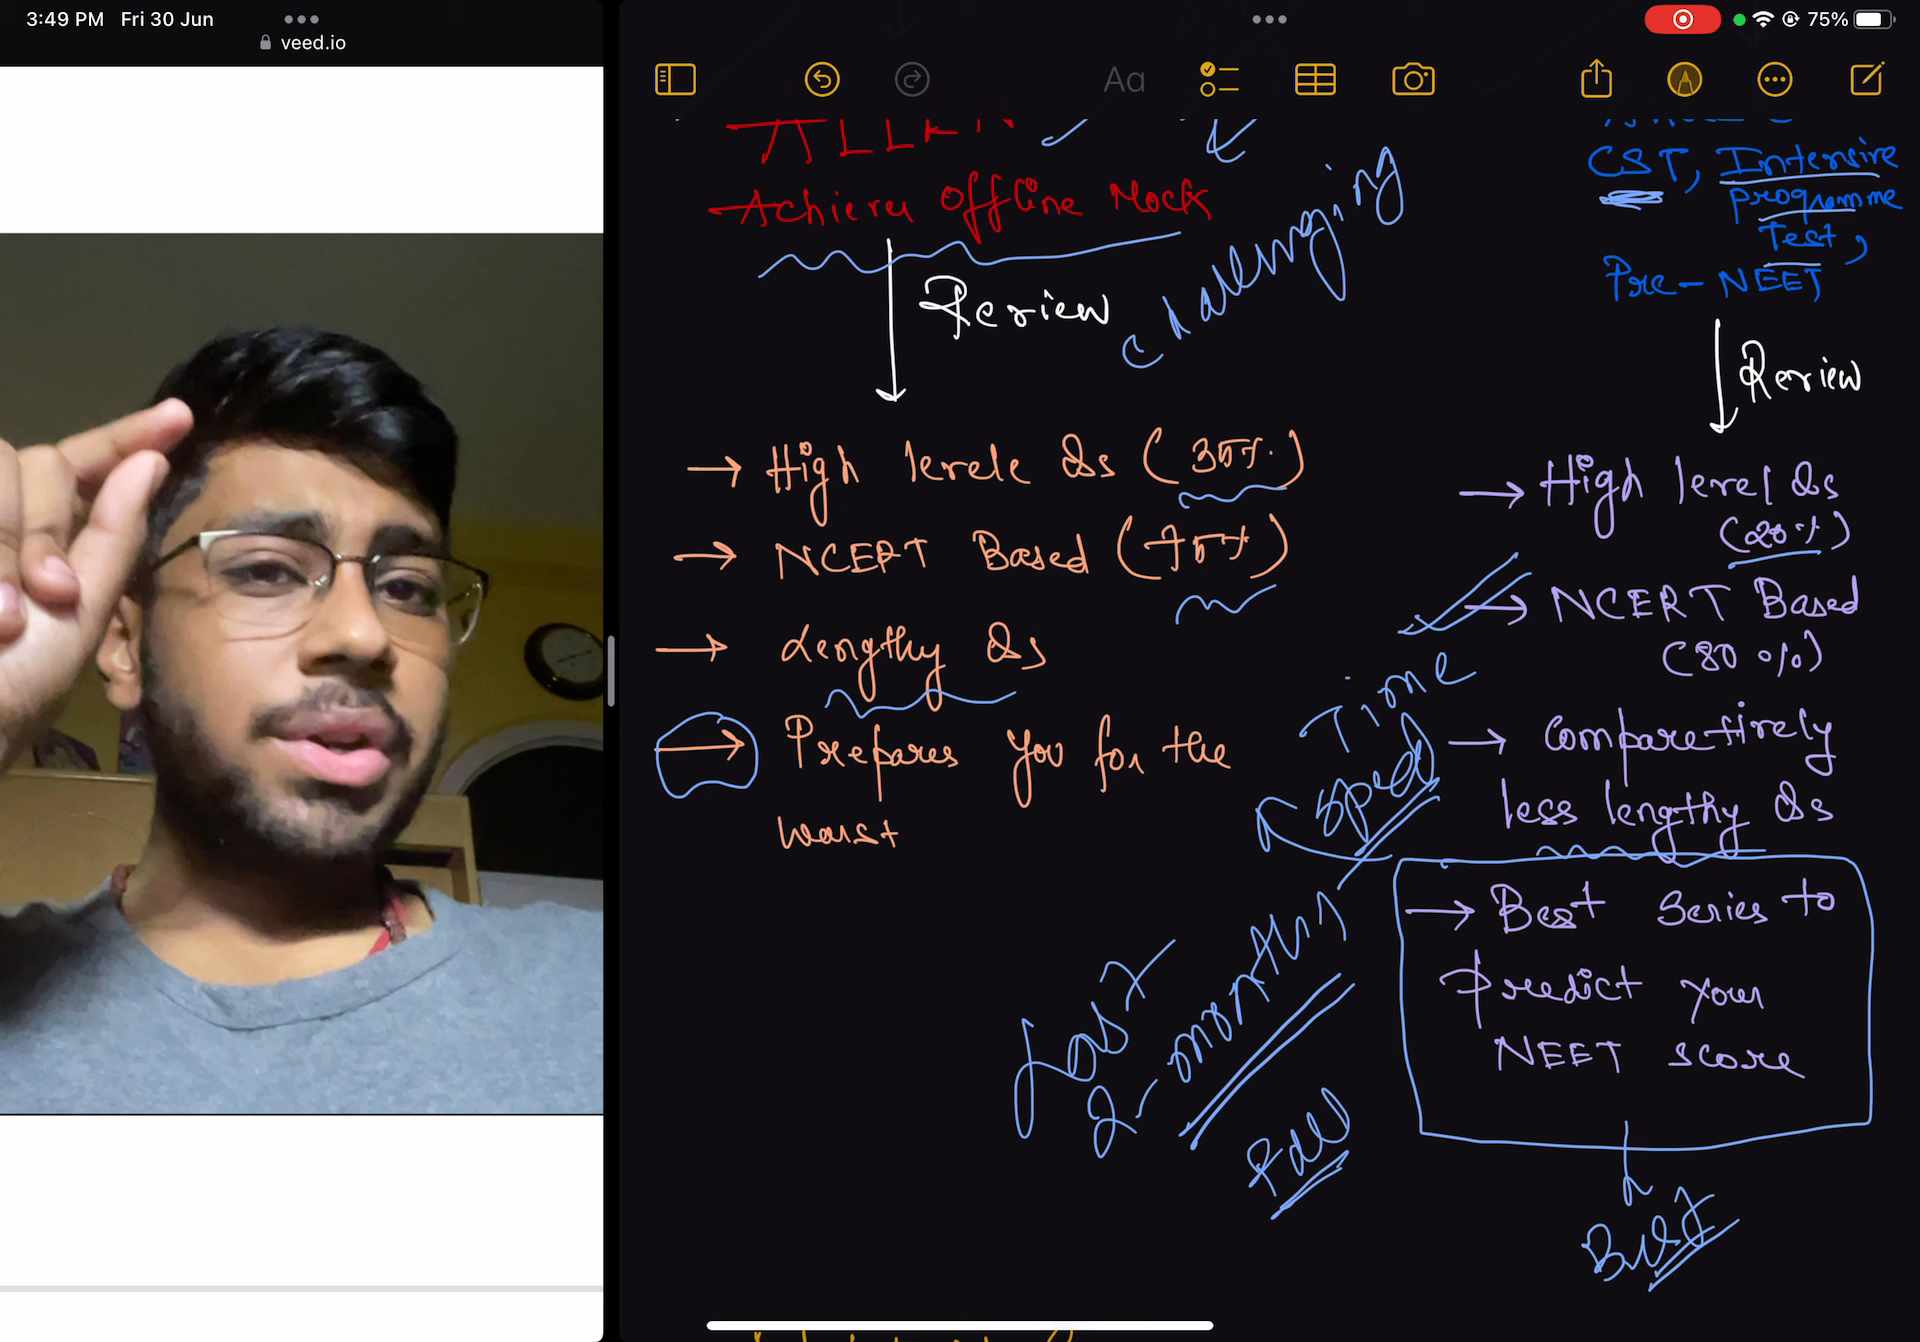 3:49 PM Fri 30 Jun
veed.io
75%
Aa
Achiever Offline Mock
Review
challenging
High levele Qs (35%)
NCERT Based (75%)
Lengthy Qs
Prepares you for the
worst
CST, Intensive
programme
Test,
Pre-NEET
Review
High level Qs
(20%)
NCERT Based
(80%)
Comparetively
less lengthy Qs
Best Series to
Predict your
NEET score
Time
Last
2-months
Best